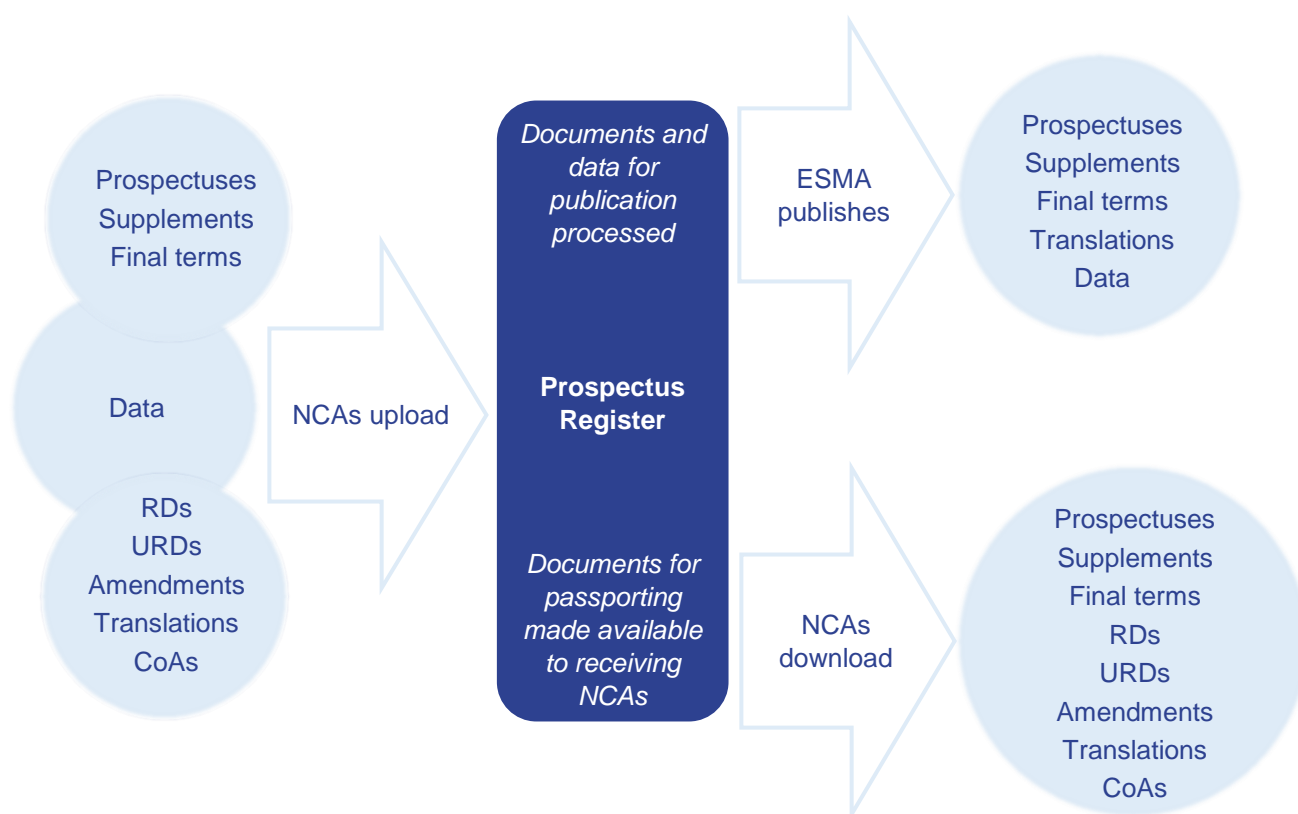 Prospectuses
Supplements
Final terms
Data
RDs
URDs
Amendments
Translations
CoAs
NCAs upload
Documents and
data for
publication
processed
Prospectus
Register
Documents for
passporting
made available
to receiving
NCAs
ESMA
publishes
Prospectuses
Supplements
Final terms
Translations
Data
NCAs
download
Prospectuses
Supplements
Final terms
RDs
URDs
Amendments
Translations
CoAs